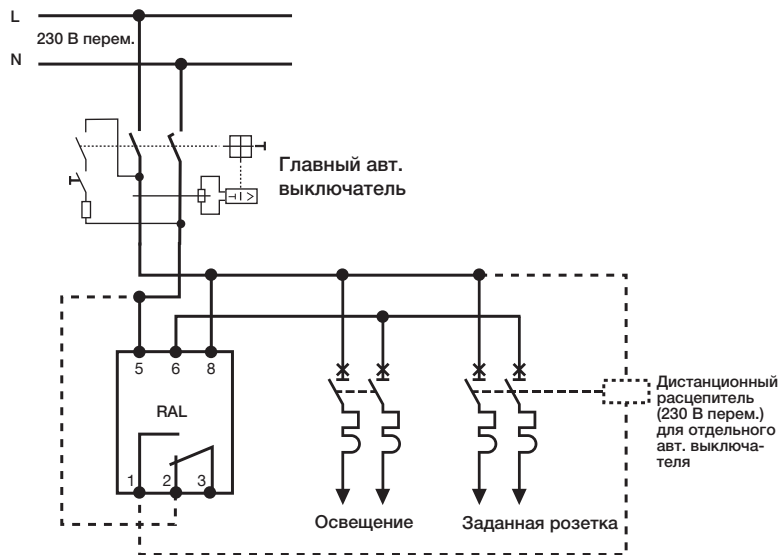 L
230 В перем.
N
Главный авт.
выключатель
5 6 8
RAL
1 2 3
Дистанционный
расцепитель
(230 В перем.)
для отдельного
авт. выключа-
теля
Освещение
Заданная розетка